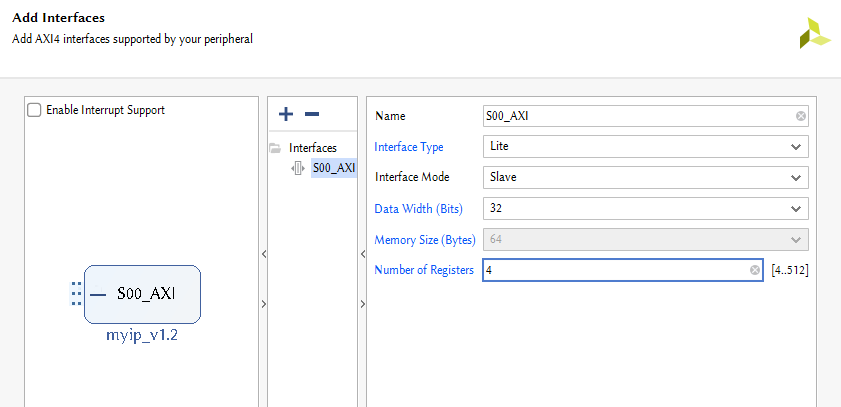 Add Interfaces
Add AXI4 interfaces supported by your peripheral
Enable Interrupt Support
S00_AXI
myip_v1.2
Interfaces
S00_AXI
Name S00_AXI
Interface Type Lite
Interface Mode Slave
Data Width (Bits) 32
Memory Size (Bytes) 64
Number of Registers 4 [4..512]